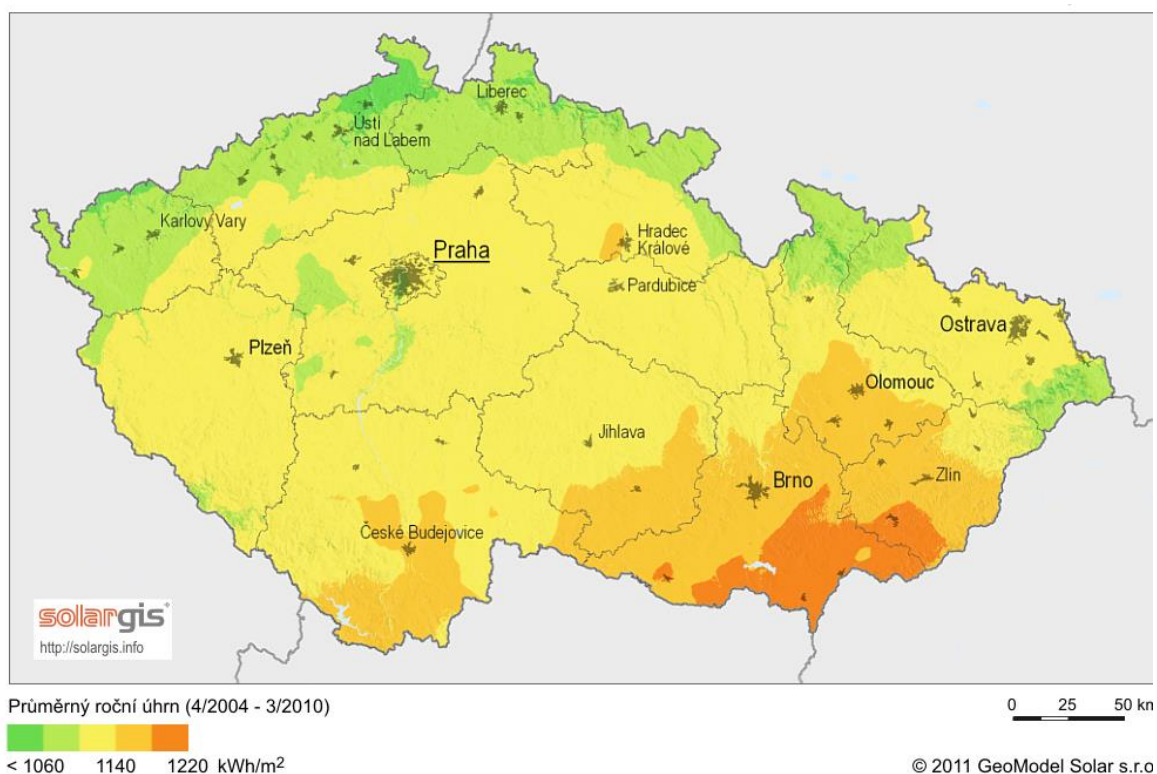 Liberec
Ústí
nad Labem
Karlovy Vary
Praha
Hradec
Králové
Pardubice
Ostrava
Plzeň
Olomouc
Jihlava
Brno
Zlín
České Budejovice
solargis®
http://solargis.info
Průměrný roční úhrn (4/2004 - 3/2010)
0 25 50 km
< 1060 1140 1220 kWh/m²
© 2011 GeoModel Solar s.r.o